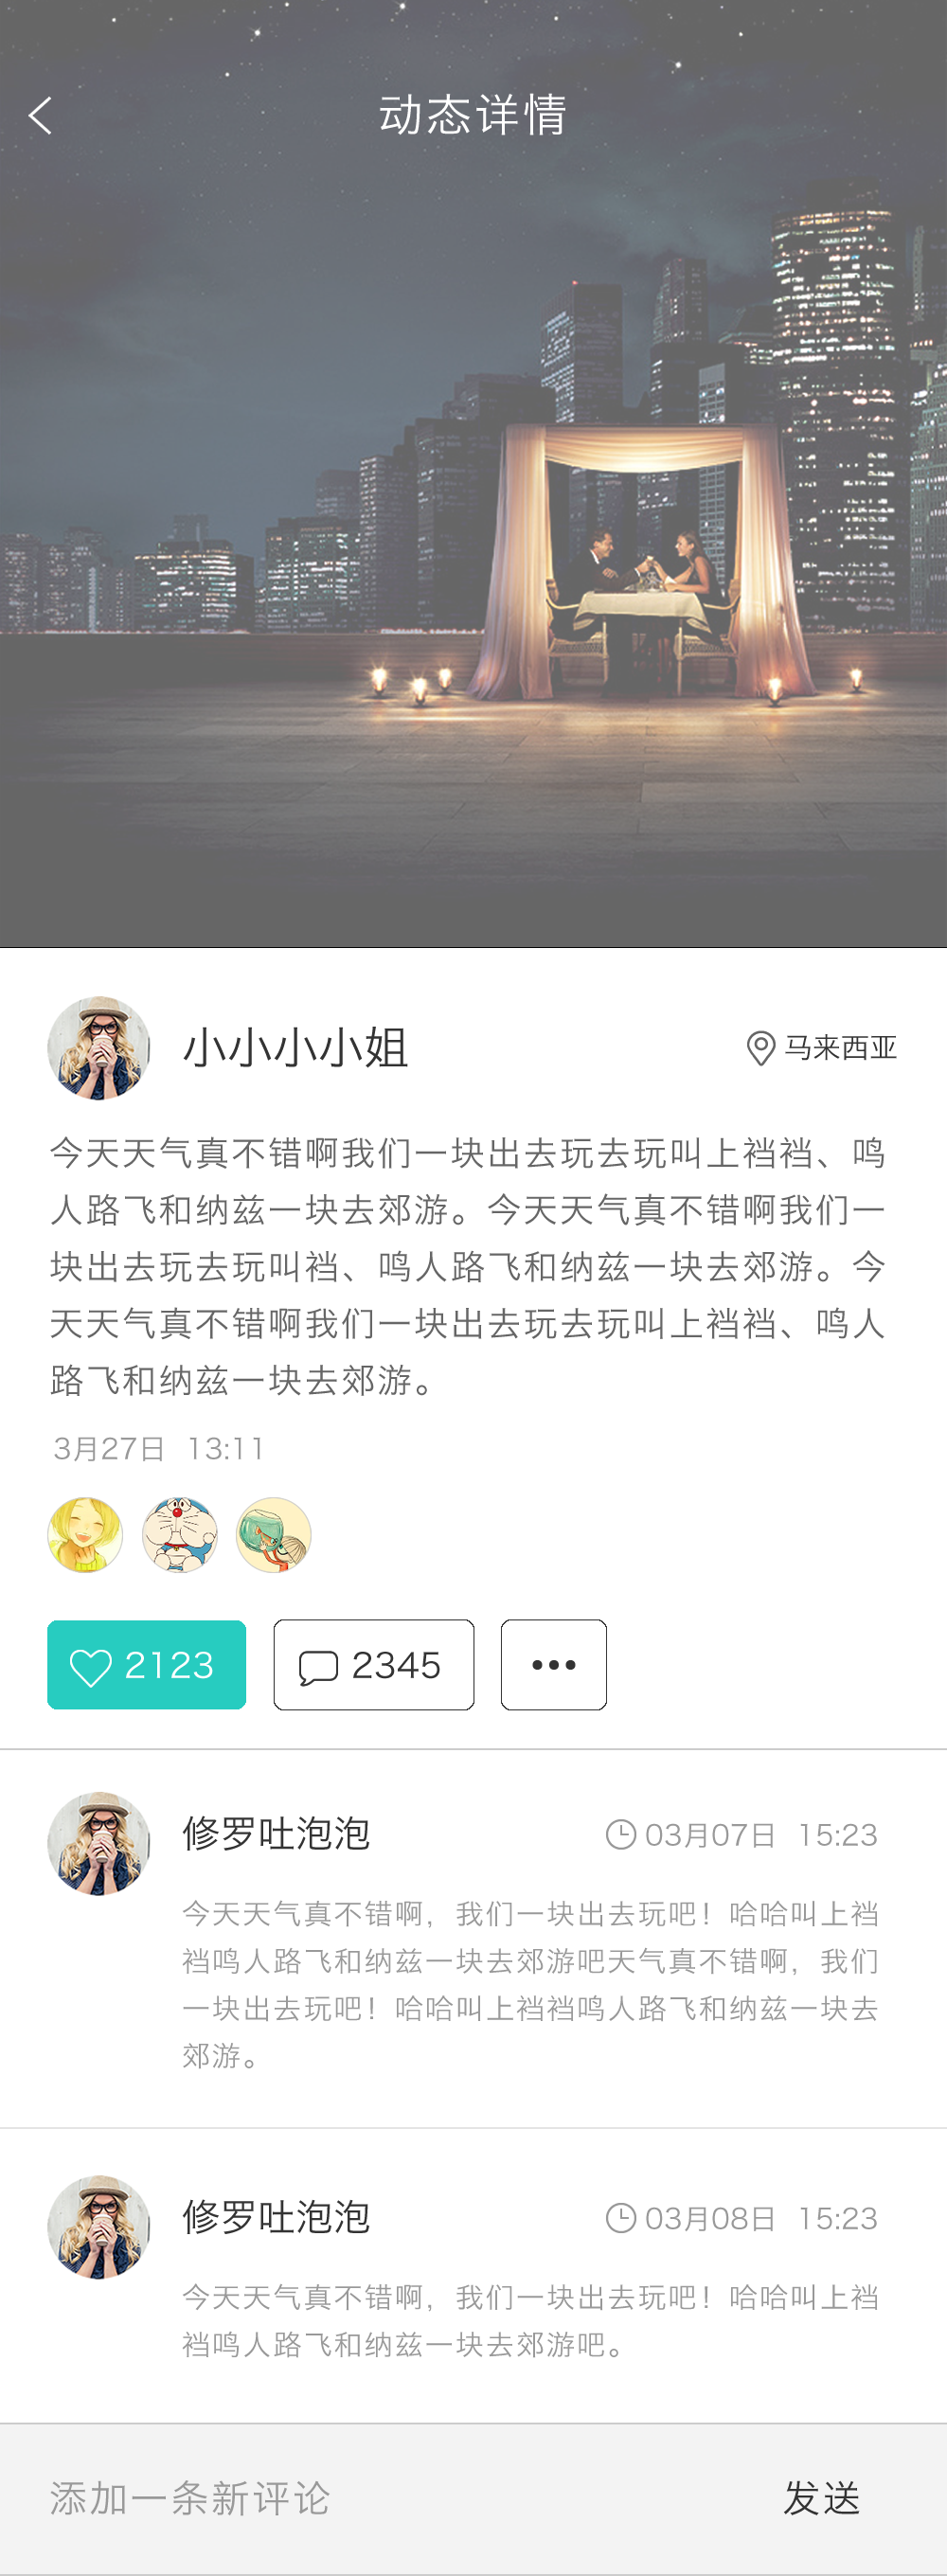 动态详情
小小小小姐
马来西亚
今天天气真不错啊我们一块出去玩去玩叫上裆裆、鸣
人路飞和纳兹一块去郊游。今天天气真不错啊我们一
块出去玩去玩叫裆、鸣人路飞和纳兹一块去郊游。今
天天气真不错啊我们一块出去玩去玩叫上裆裆、鸣人
路飞和纳兹一块去郊游。
3月27日 13:11
2123
2345
修罗吐泡泡
03月07日 15:23
今天天气真不错啊，我们一块出去玩吧！哈哈叫上裆
裆鸣人路飞和纳兹一块去郊游吧天气真不错啊，我们
一块出去玩吧！哈哈叫上裆裆鸣人路飞和纳兹一块去
郊游。
修罗吐泡泡
03月08日 15:23
今天天气真不错啊，我们一块出去玩吧！哈哈叫上裆
裆鸣人路飞和纳兹一块去郊游吧。
添加一条新评论
发送